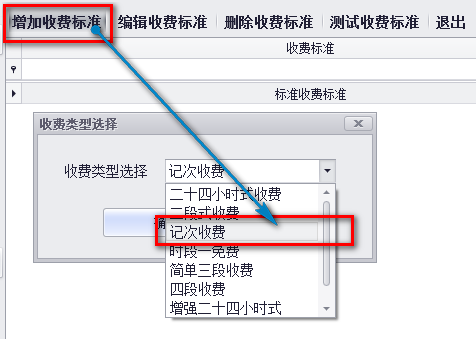 增加收费标准 编辑收费标准 删除收费标准 测试收费标准 退出
收费标准
标准收费标准
收费类型选择
收费类型选择 记次收费
二十四小时式收费
二段式收费
记次收费
时段一免费
简单三段收费
四段收费
增强二十四小时式